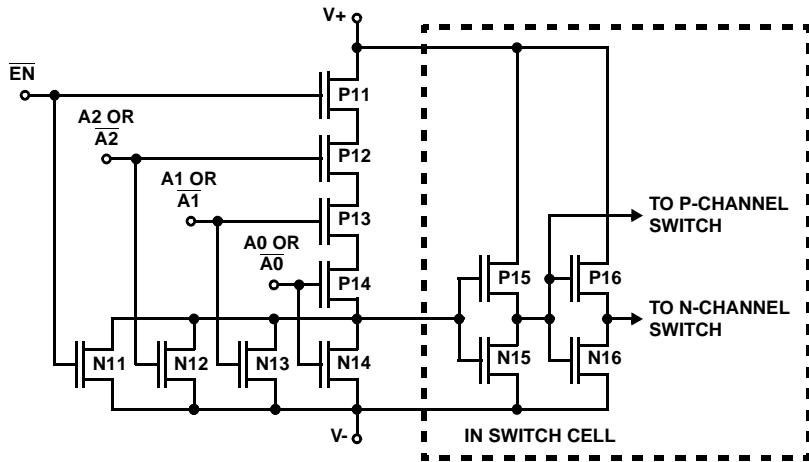 V+
EN
P11
A2 OR
A2
P12
A1 OR
A1
P13
TO P-CHANNEL
SWITCH
A0 OR
A0
P14
P15
P16
TO N-CHANNEL
SWITCH
N11
N12
N13
N14
N15
N16
V-
IN SWITCH CELL